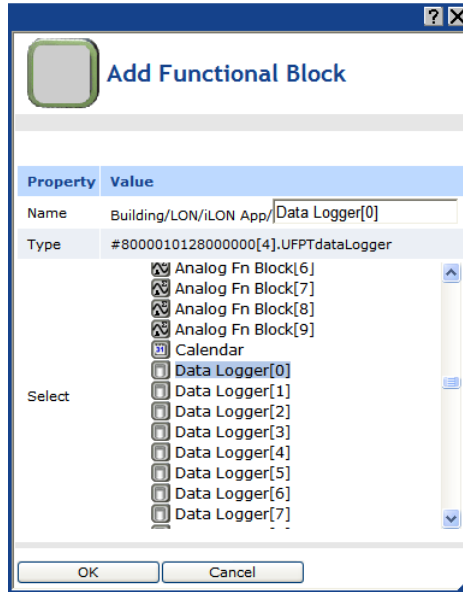 ?
Add Functional Block
Property Value
Name Building/LON/iLON App/Data Logger[0]
Type #8000010128000000[4].UFPTdataLogger
Analog Fn Block[6]
Analog Fn Block[7]
Analog Fn Block[8]
Analog Fn Block[9]
31 Calendar
Data Logger[0]
Data Logger[1]
Select
Data Logger[2]
Data Logger[3]
Data Logger[4]
Data Logger[5]
Data Logger[6]
Data Logger[7]
OK Cancel